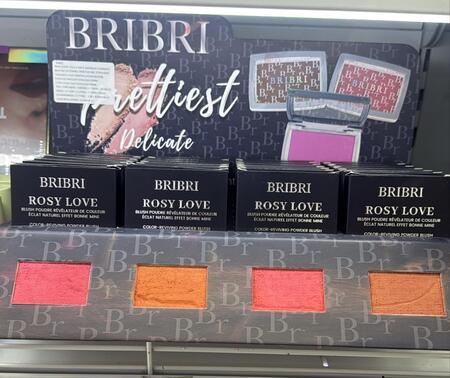 BRIBRI
Prettiest
Delicate
BRIBRI
BRIBRI
ROSY LOVE
BLUSH POUDRE RÉVÉLATEUR DE COULEUR
ÉCLAT NATUREL EFFET BONNE MINE
COLOR-REVIVING POWDER BLUSH
BRIBRI
ROSY LOVE
BLUSH POUDRE RÉVÉLATEUR DE COULEUR
ÉCLAT NATUREL EFFET BONNE MINE
COLOR-REVIVING POWDER BLUSH
BRIBRI
ROSY LOVE
BLUSH POUDRE RÉVÉLATEUR DE COULEUR
ÉCLAT NATUREL EFFET BONNE MINE
COLOR-REVIVING POWDER BLUSH
BRIBRI
ROSY LOVE
BLUSH POUDRE RÉVÉLATEUR DE COULEUR
ÉCLAT NATUREL EFFET BONNE MINE
COLOR-REVIVING POWDER BLUSH